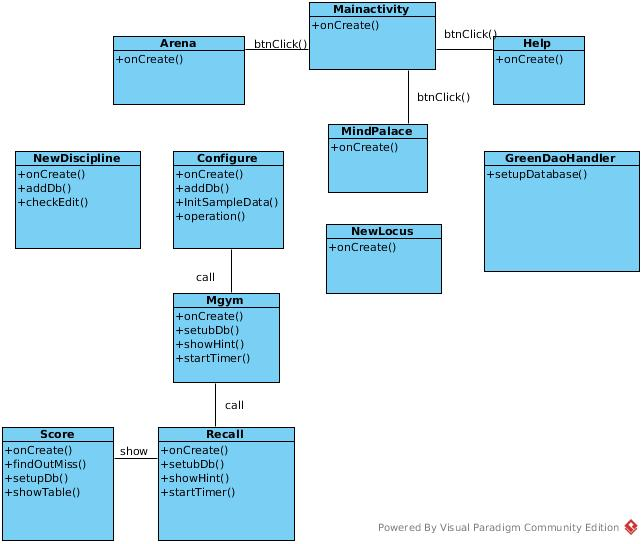 Mainactivity
+onCreate()
btnClick()
btnClick()
Arena
+onCreate()
Help
+onCreate()
btnClick()
MindPalace
+onCreate()
NewDiscipline
+onCreate()
+addDb()
+checkEdit()
Configure
+onCreate()
+addDb()
+InitSampleData()
+operation()
GreenDaoHandler
+setupDatabase()
NewLocus
+onCreate()
call
Mgym
+onCreate()
+setubDb()
+showHint()
+startTimer()
call
Score
+onCreate()
+findOutMiss()
+setupDb()
+showTable()
show
Recall
+onCreate()
+setubDb()
+showHint()
+startTimer()
Powered By Visual Paradigm Community Edition